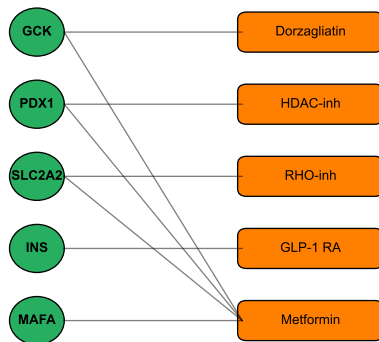 GCK Dorzagliatin
PDX1 HDAC-inh
SLC2A2 RHO-inh
INS GLP-1 RA
MAFA Metformin